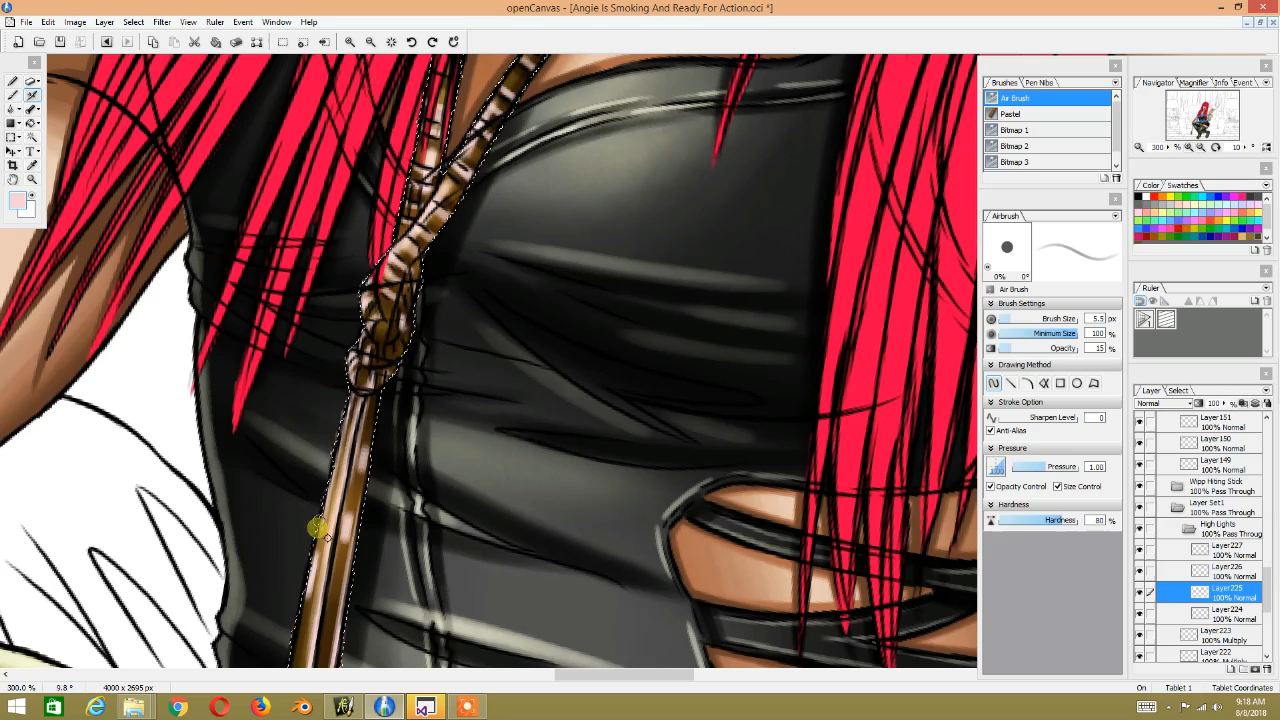 openCanvas - [Angie Is Smoking And Ready For Action.oci *]
File Edit Image Layer Select Filter View Ruler Event Window Help
Brushes Pen Nibs
Air Brush
Pastel
Bitmap 1
Bitmap 2
Bitmap 3
Airbrush
0% 0°
Air Brush
Brush Settings
Brush Size : 5.5 px
Minimum Size 100 %
Opacity : 15 %
Drawing Method
Stroke Option
Sharpen Level : 0
Anti-Alias
Pressure
1.00 Pressure : 1.00
Opacity Control Size Control
Hardness
Hardness : 80 %
Navigator Magnifier Info Event
300 % 10 °
Color Swatches
Ruler
Layer Select
Normal 100 %
Layer151
100% Normal
Layer150
100% Normal
Layer149
100% Normal
Wipp Hiting Stick
100% Pass Through
Layer Set1
100% Pass Through
High Lights
100% Pass Throug
Layer227
100% Normal
Layer226
100% Normal
Layer225
100% Normal
Layer224
100% Normal
Layer223
100% Multiply
Layer222
100% Multiply
300.0 % 9.8 ° 4000 x 2695 px
On Tablet 1 Tablet Coordinates
9:18 AM
8/8/2018